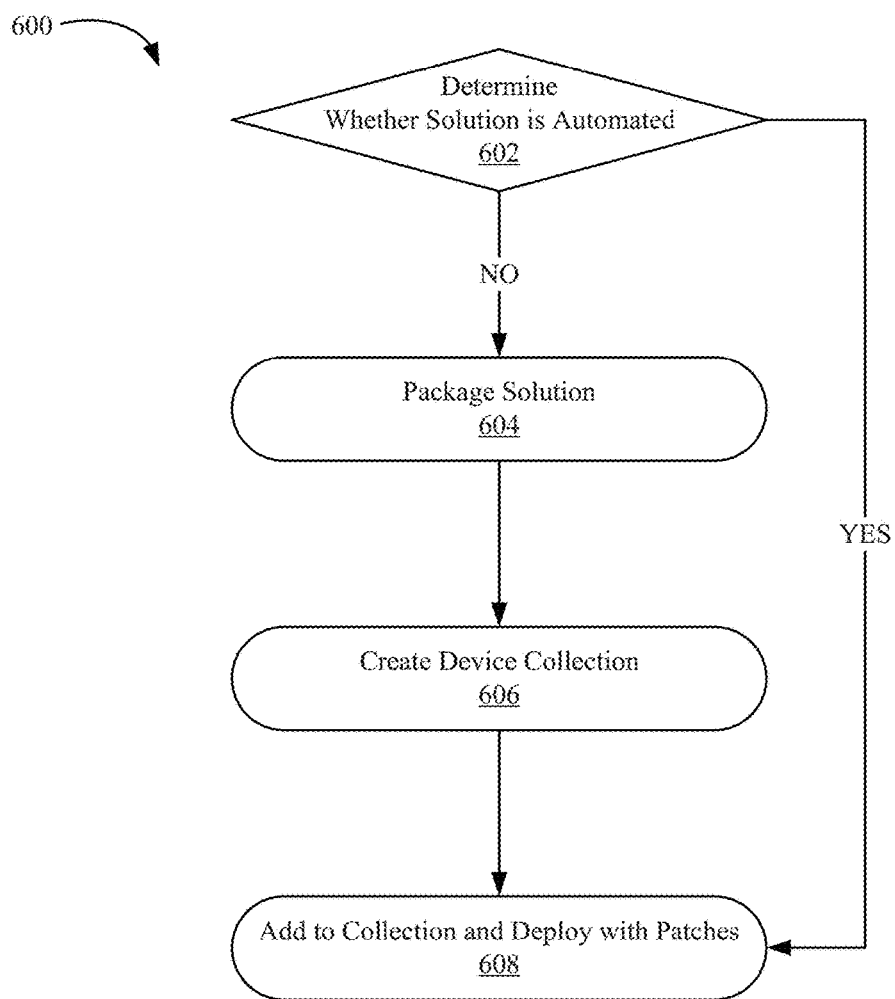 600
Determine
Whether Solution is Automated
602
NO
Package Solution
604
YES
Create Device Collection
606
Add to Collection and Deploy with Patches
608